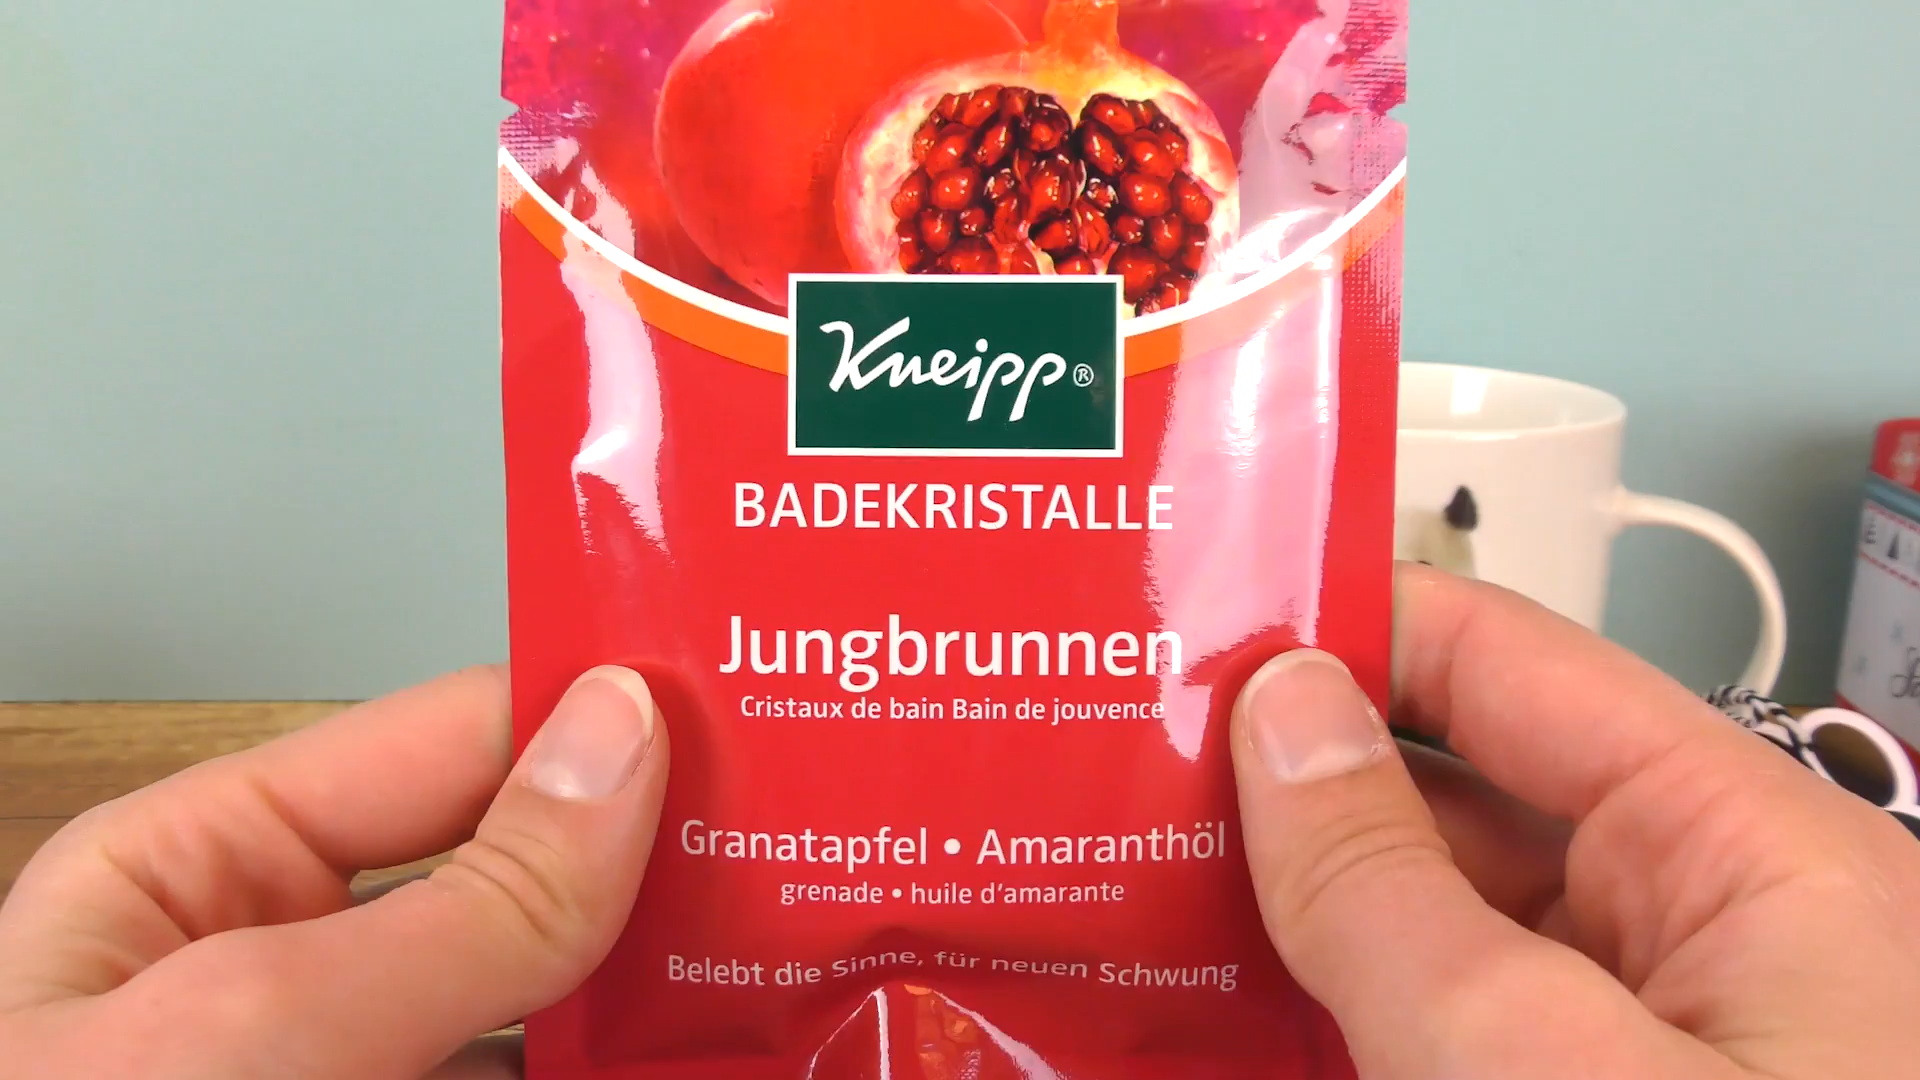 Kneipp®
BADEKRISTALLE
Jungbrunnen
Cristaux de bain Bain de jouvence
Granatapfel • Amaranthöl
grenade • huile d'amarante
Belebt die Sinne, für neuen Schwung